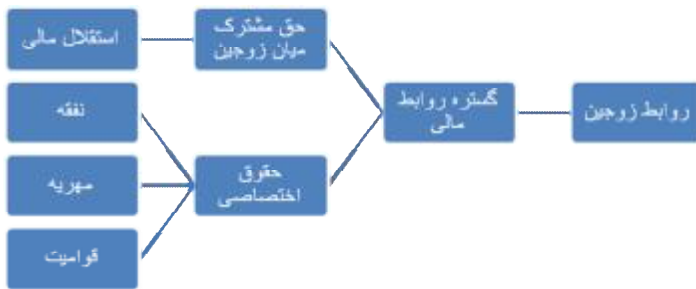 روابط زوجین
گستره روابط
مالی
حق مشترک
میان زوجین
استقلال مالی
حقوق
اختصاصی
نفقه
مهریه
قوامیت